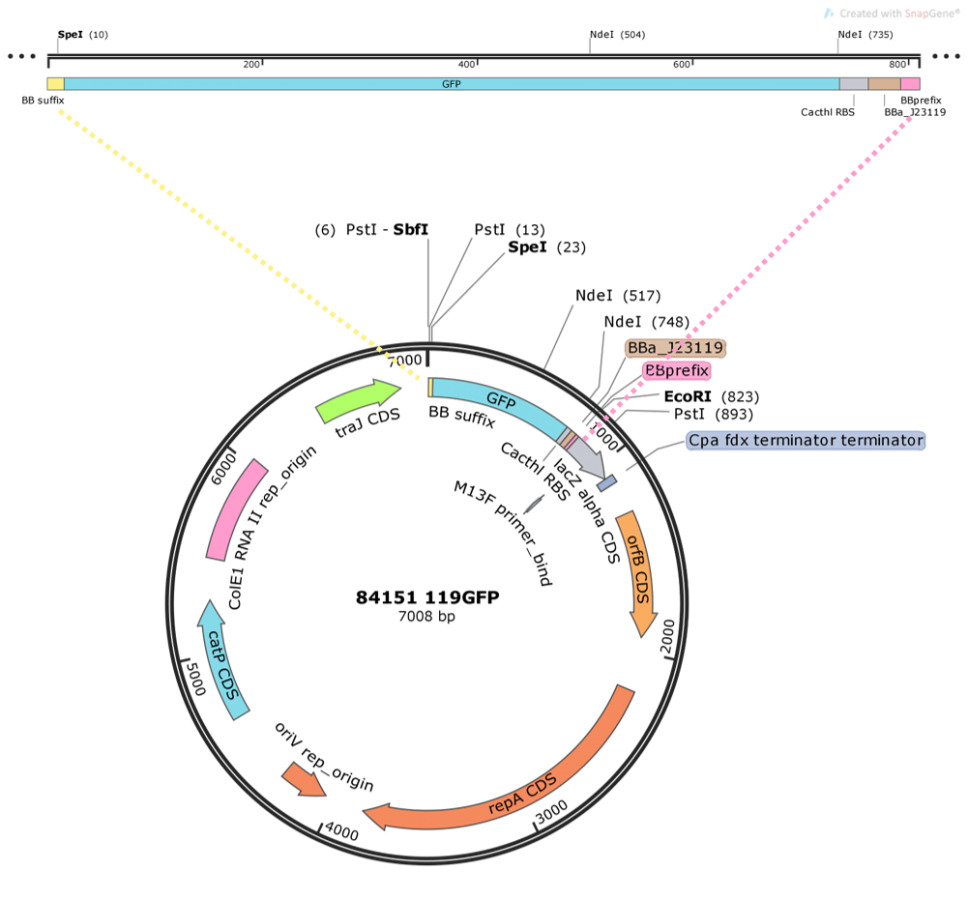 Created with SnapGene®
SpeI (10)
NdeI (504)
NdeI (735)
200
400
600
800
GFP
BB suffix
BBprefix
Cacthl RBS
BBa_J23119
(6) PstI - SbfI
PstI (13)
SpeI (23)
NdeI (517)
NdeI (748)
BBa_J23119
BBprefix
EcoRI (823)
PstI (893)
Cpa fdx terminator terminator
7000
1000
2000
3000
4000
5000
6000
GFP
BB suffix
Cacthl RBS
lacZ alpha CDS
M13F primer_bind
orfB CDS
repA CDS
oriV rep_origin
catP CDS
ColE1 RNA II rep_origin
traJ CDS
84151 119GFP
7008 bp